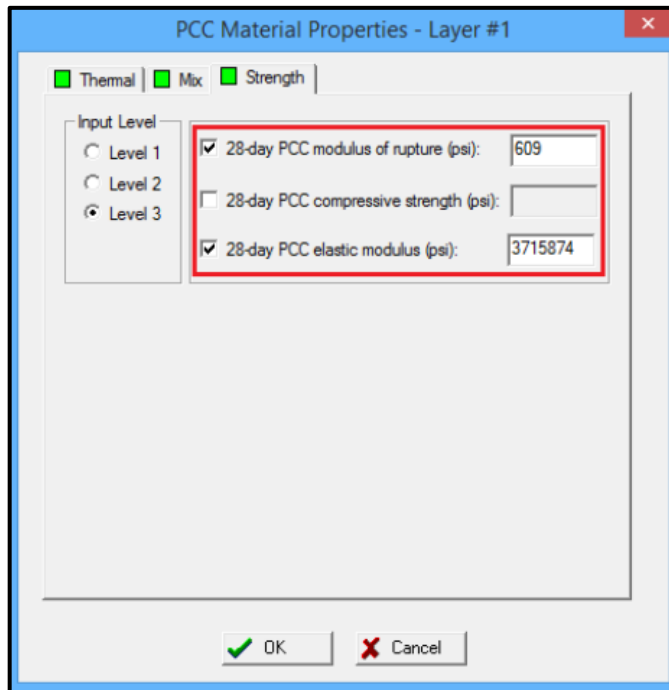 PCC Material Properties - Layer #1
Thermal Mix Strength
Input Level
Level 1
Level 2
Level 3
28-day PCC modulus of rupture (psi): 609
28-day PCC compressive strength (psi):
28-day PCC elastic modulus (psi): 3715874
OK Cancel